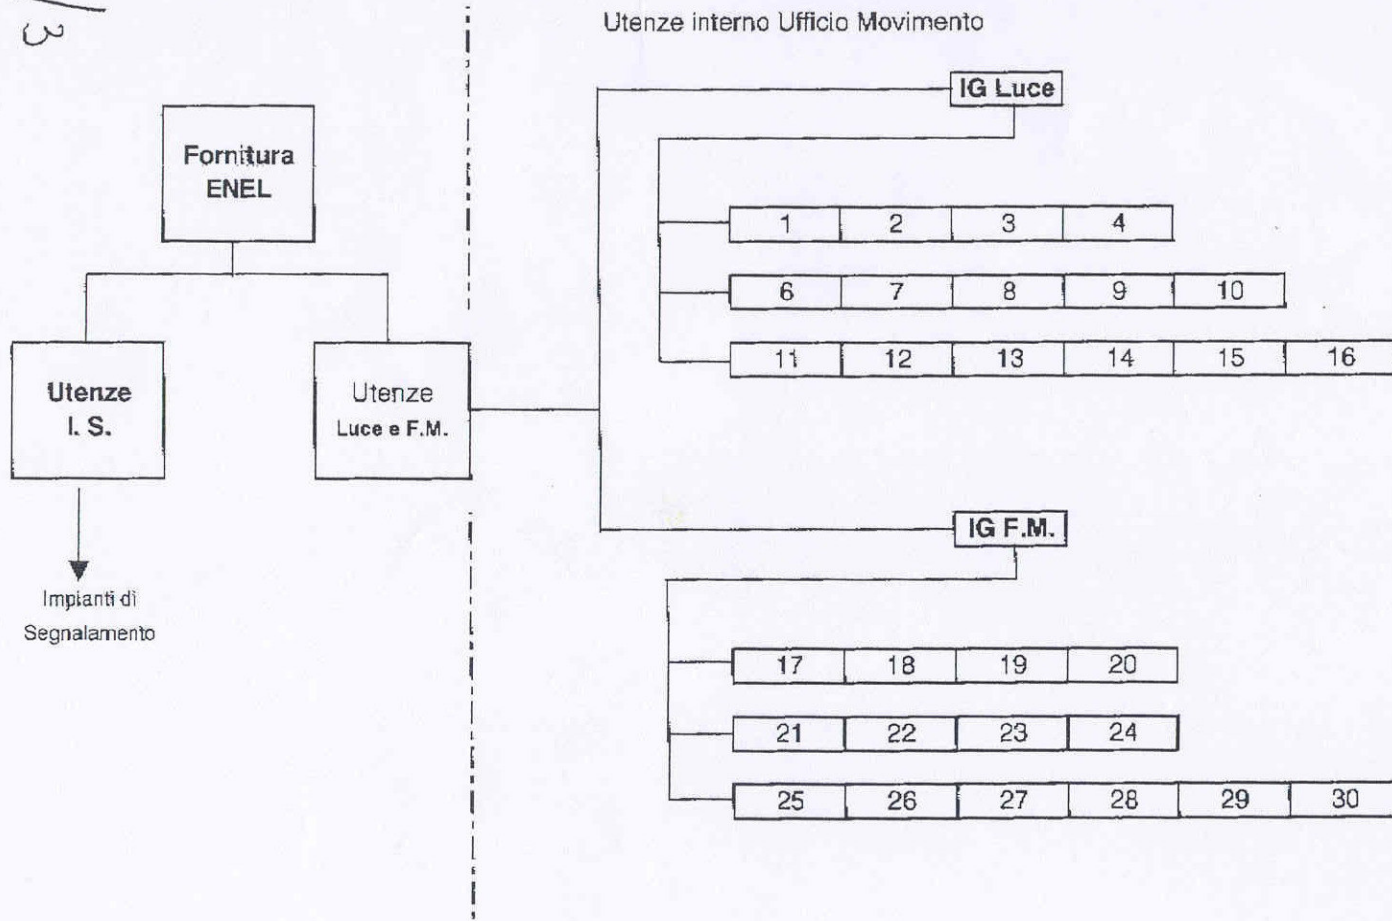 3
Utenze interno Ufficio Movimento
IG Luce
Fornitura
ENEL
1 2 3 4
6 7 8 9 10
11 12 13 14 15 16
Utenze
I. S.
Utenze
Luce e F.M.
IG F.M.
Impianti di
Segnalamento
17 18 19 20
21 22 23 24
25 26 27 28 29 30